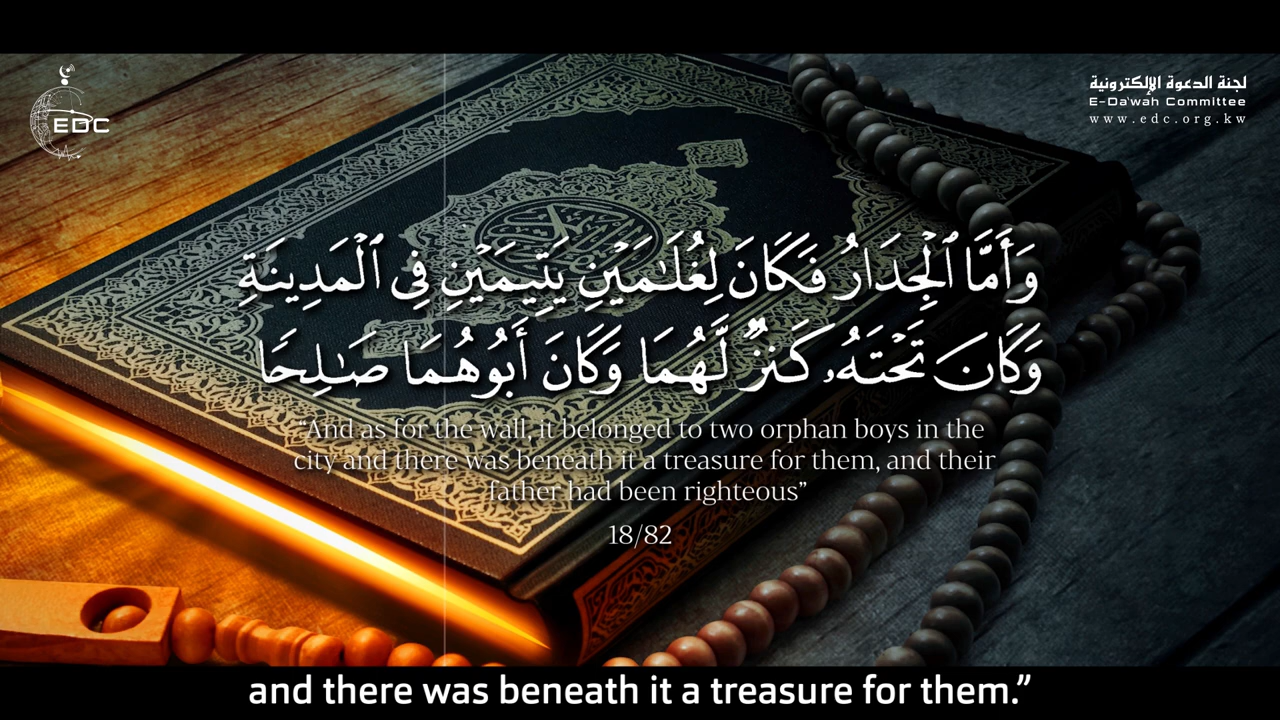 EDC
لجنة الدعوة الإلكترونية
E-Da'wah Committee
www.edc.org.kw
وَأَمَّا ٱلْجِدَارُ فَكَانَ لِغُلَـٰمَيْنِ يَتِيمَيْنِ فِى ٱلْمَدِينَةِ
وَكَانَ تَحْتَهُۥ كَنزٌ لَّهُمَا وَكَانَ أَبُوهُمَا صَـٰلِحًا
“And as for the wall, it belonged to two orphan boys in the
city and there was beneath it a treasure for them, and their
father had been righteous”
18/82
and there was beneath it a treasure for them.”